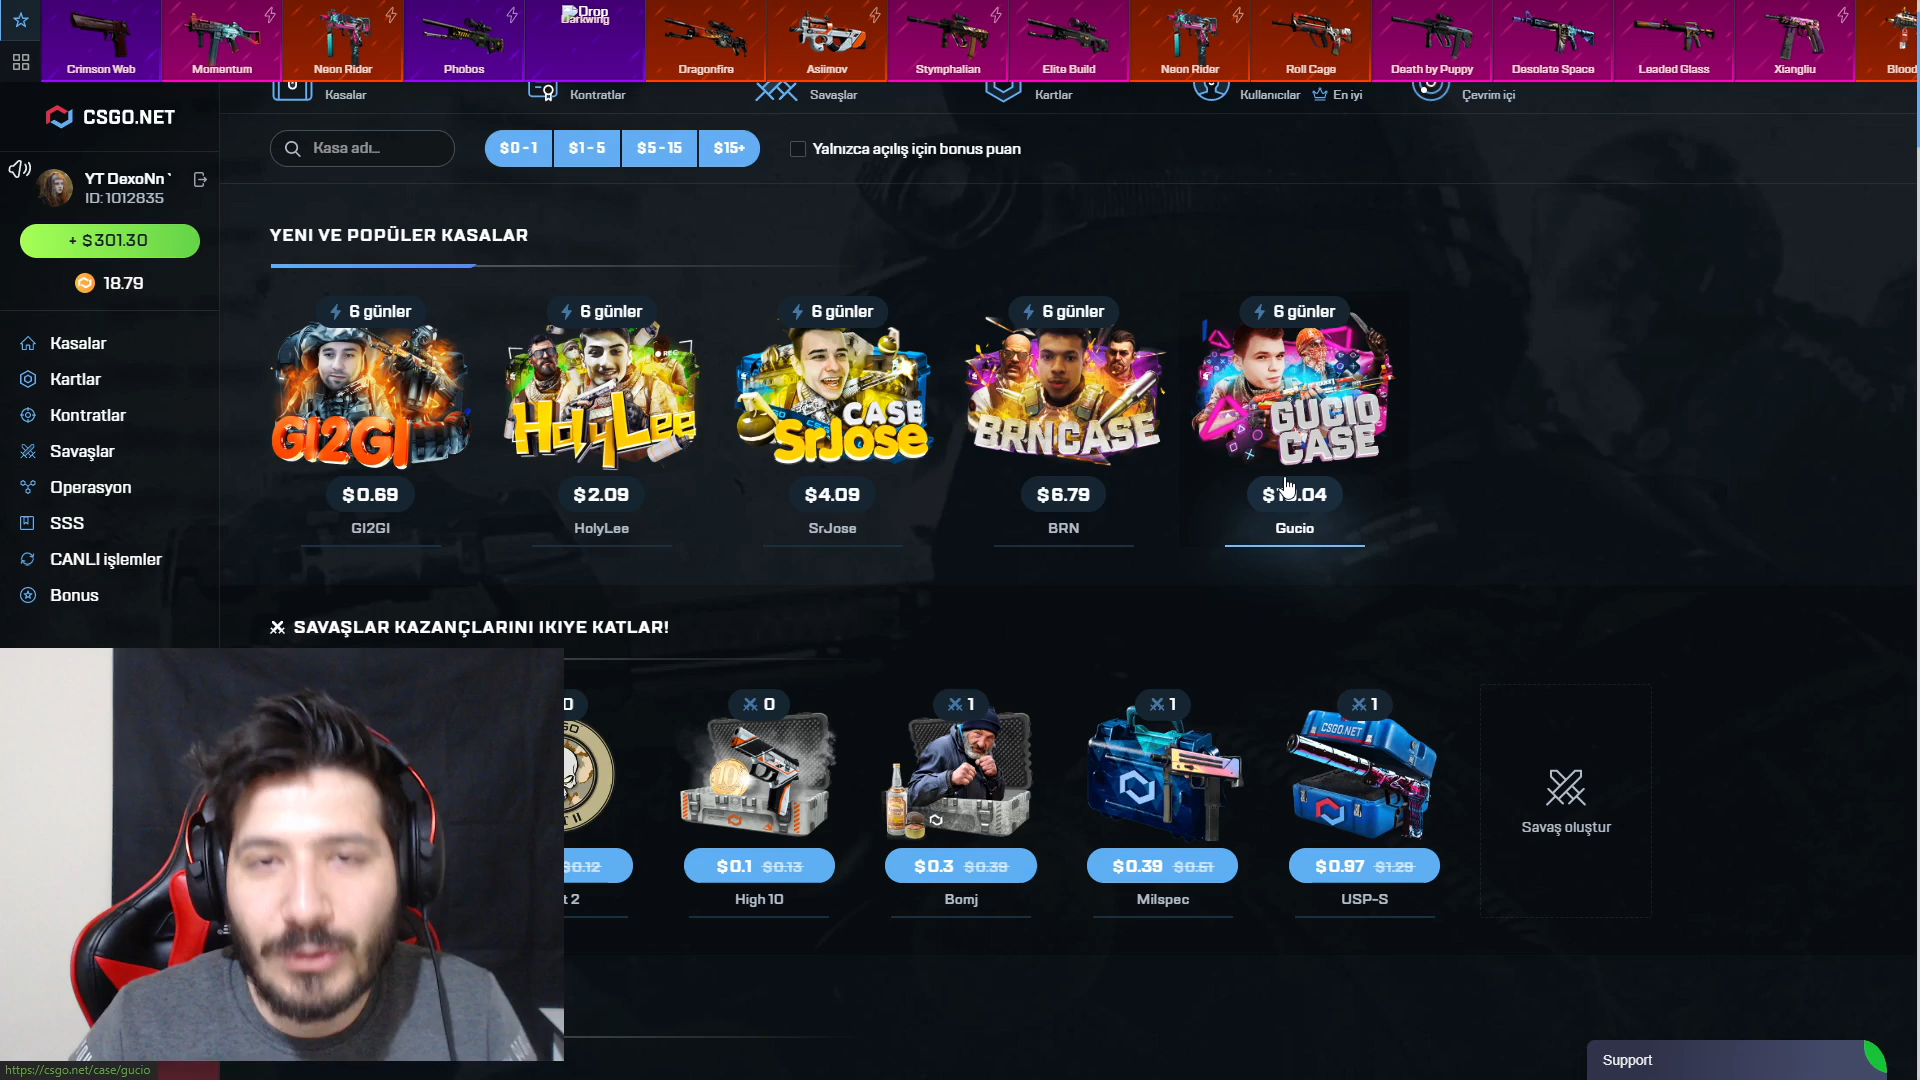 Crimson Web
Momentum
Neon Rider
Phobos
Drop
Darkwing
Dragonfire
Asiimov
Stymphalian
Elite Build
Neon Rider
Roll Cage
Death by Puppy
Desolate Space
Leaded Glass
Xiangliu
Blood
Kasalar
Kontratlar
Savaşlar
Kartlar
Kullanıcılar
En iyi
Çevrim içi
CSGO.NET
YT DexoNn `
ID: 1012835
+ $301.30
18.79
Kasalar
Kartlar
Kontratlar
Savaşlar
Operasyon
SSS
CANLI işlemler
Bonus
Kasa adı...
$0 - 1
$1 - 5
$5 - 15
$15+
Yalnızca açılış için bonus puan
YENI VE POPÜLER KASALAR
6 günler
6 günler
6 günler
6 günler
6 günler
GI2GI
REC
HolyLee
CASE
SrJose
BRNCASE
GUCIO
CASE
$0.69
$2.09
$4.09
$6.79
GI2GI
HolyLee
SrJose
BRN
Gucio
SAVAŞLAR KAZANÇLARINI IKIYE KATLAR!
0
0
1
1
1
10
CSGO.NET
$0.12
$0.1 $0.13
$0.3 $0.39
$0.39 $0.51
$0.97 $1.29
t 2
High 10
Bomj
Milspec
USP-S
Savaş oluştur
Support
https://csgo.net/case/gucio